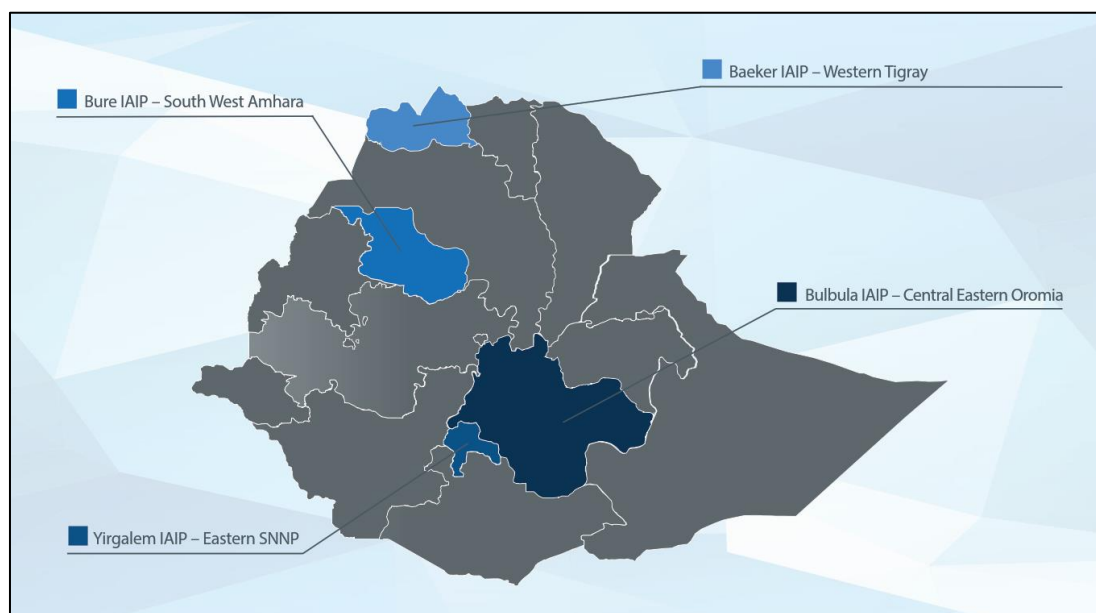 Baeker IAIP – Western Tigray
Bure IAIP – South West Amhara
Bulbula IAIP – Central Eastern Oromia
Yirgalem IAIP – Eastern SNNP